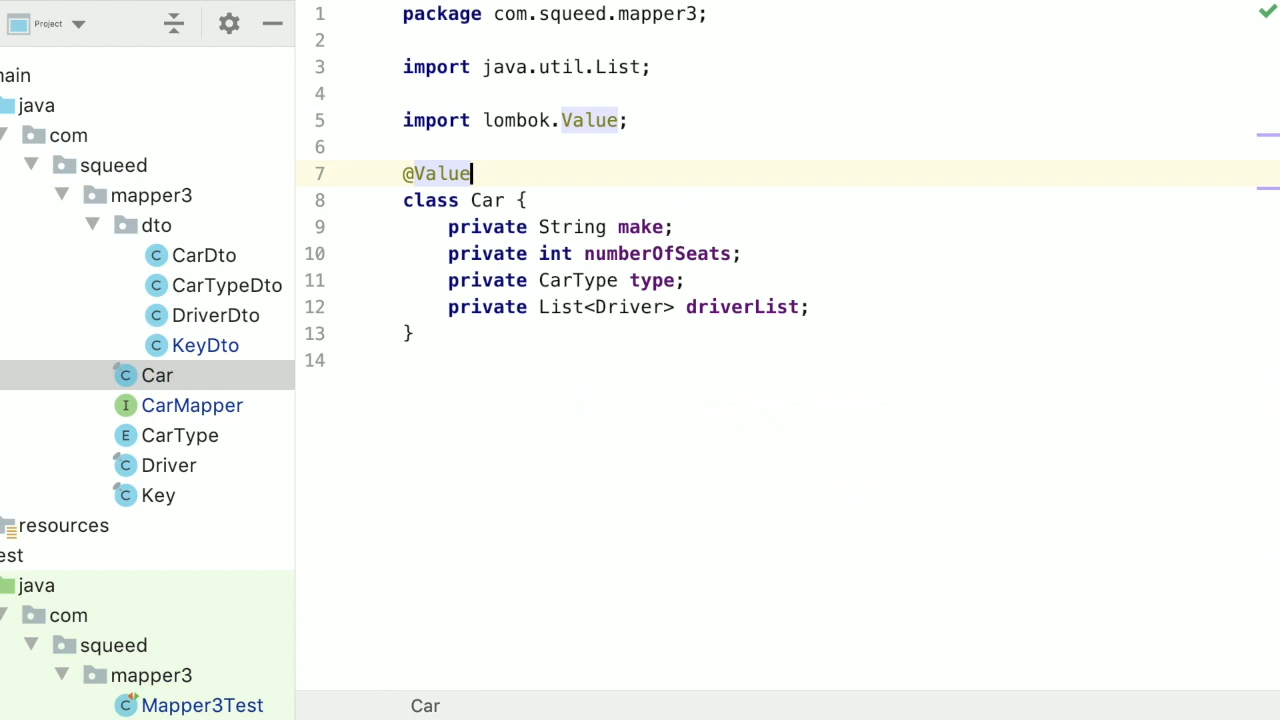 Project
main
java
com
squeed
mapper3
dto
CarDto
CarTypeDto
DriverDto
KeyDto
Car
CarMapper
CarType
Driver
Key
resources
est
java
com
squeed
mapper3
Mapper3Test
1 package com.squeed.mapper3;
2
3 import java.util.List;
4
5 import lombok.Value;
6
7 @Value
8 class Car {
9 private String make;
10 private int numberOfSeats;
11 private CarType type;
12 private List<Driver> driverList;
13 }
14
Car